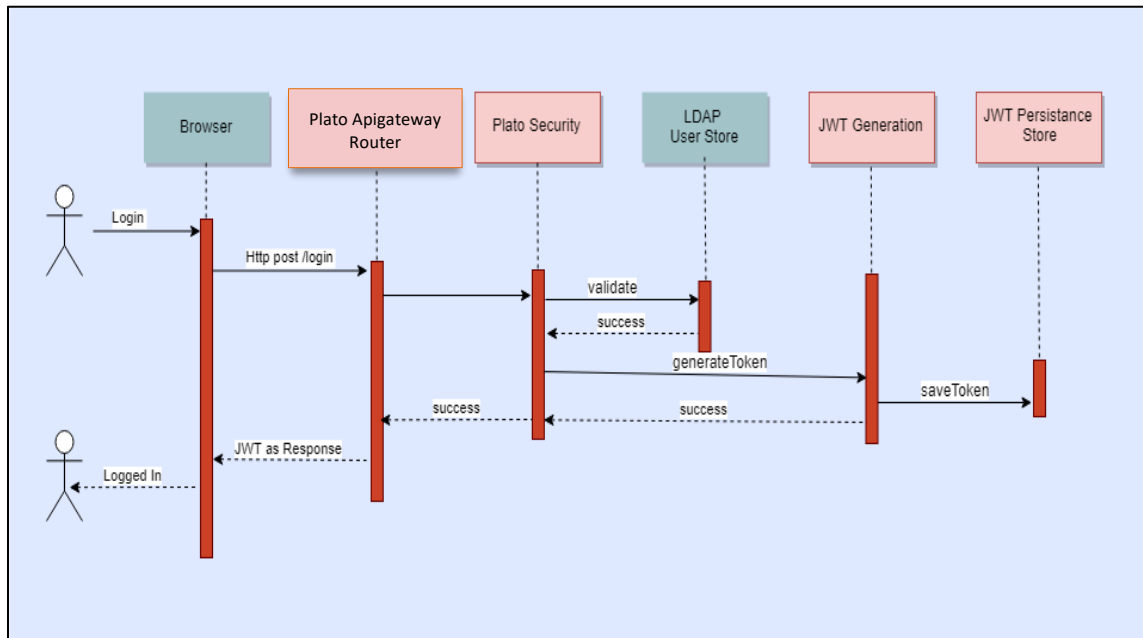 Browser
Plato Apigateway
Router
Plato Security
LDAP
User Store
JWT Generation
JWT Persistance
Store
Login
Http post /login
validate
success
generateToken
saveToken
success
success
JWT as Response
Logged In